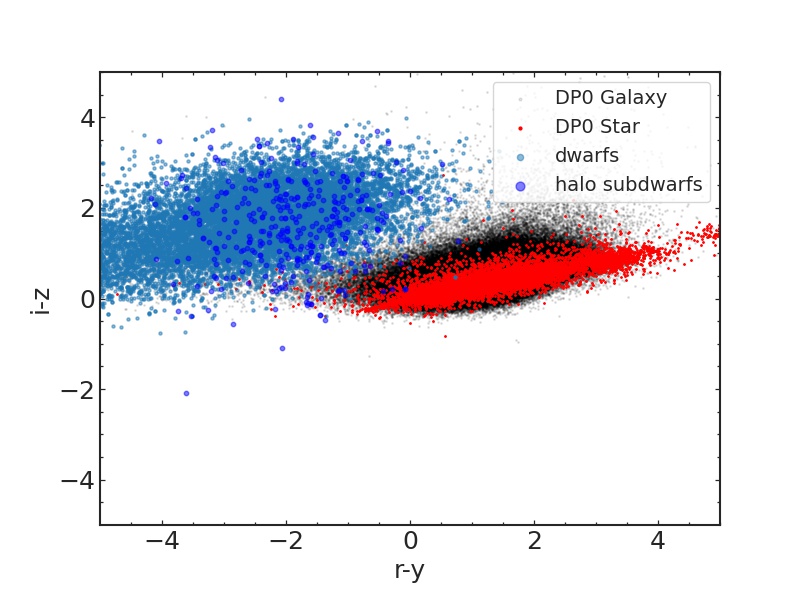 DP0 Galaxy
DP0 Star
dwarfs
halo subdwarfs
4
2
0
−2
−4
i-z
−4 −2 0 2 4
r-y